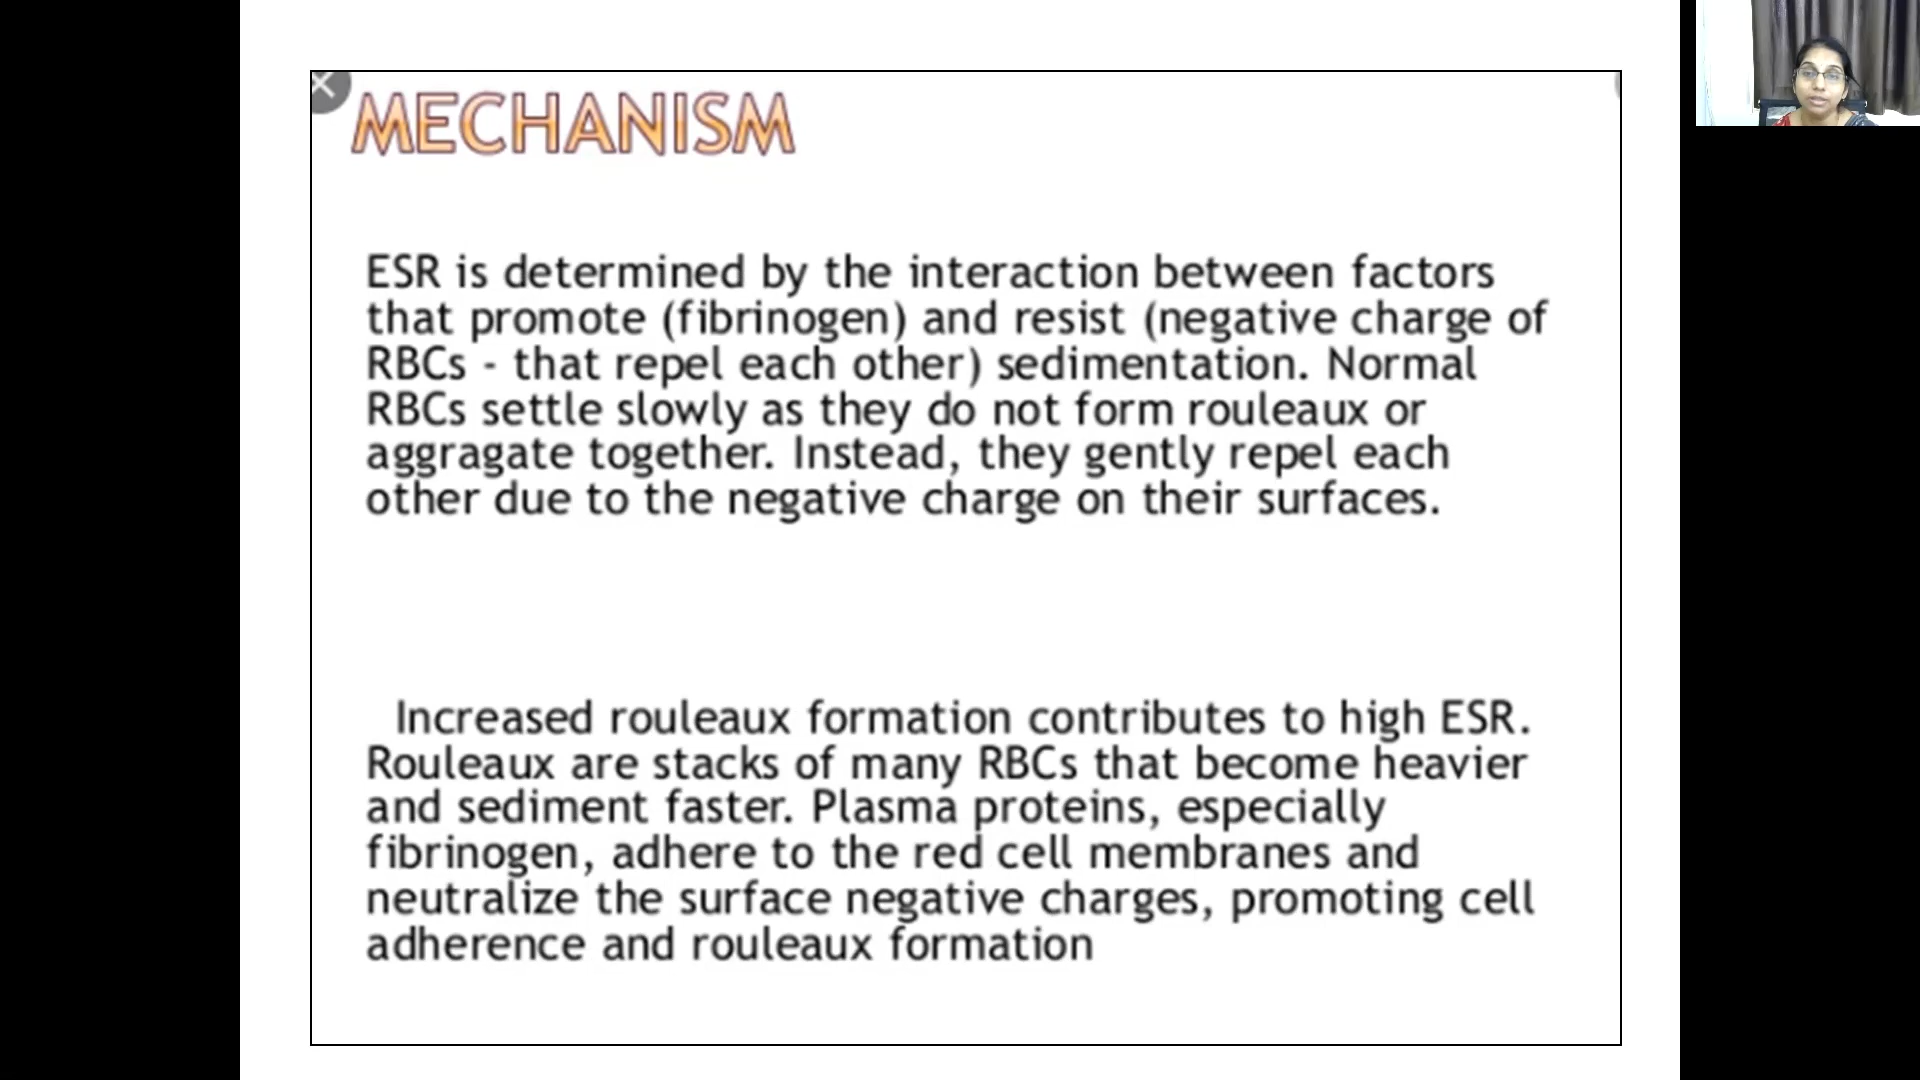 MECHANISM
ESR is determined by the interaction between factors
that promote (fibrinogen) and resist (negative charge of
RBCs - that repel each other) sedimentation. Normal
RBCs settle slowly as they do not form rouleaux or
aggragate together. Instead, they gently repel each
other due to the negative charge on their surfaces.
Increased rouleaux formation contributes to high ESR.
Rouleaux are stacks of many RBCs that become heavier
and sediment faster. Plasma proteins, especially
fibrinogen, adhere to the red cell membranes and
neutralize the surface negative charges, promoting cell
adherence and rouleaux formation